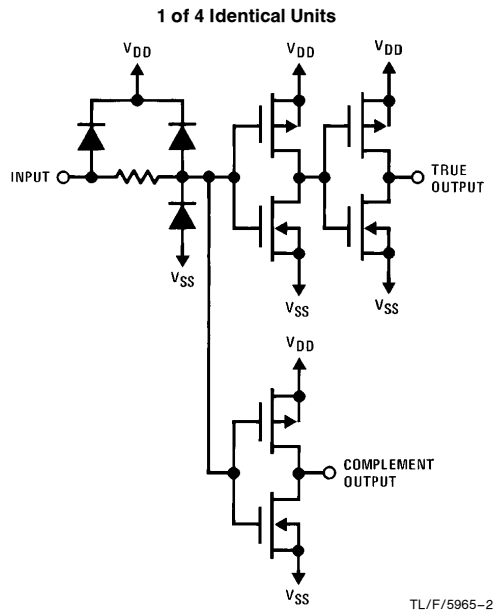 1 of 4 Identical Units
VDD
VDD
VDD
INPUT
TRUE
OUTPUT
VSS
VSS
VSS
VDD
COMPLEMENT
OUTPUT
VSS
TL/F/5965–2